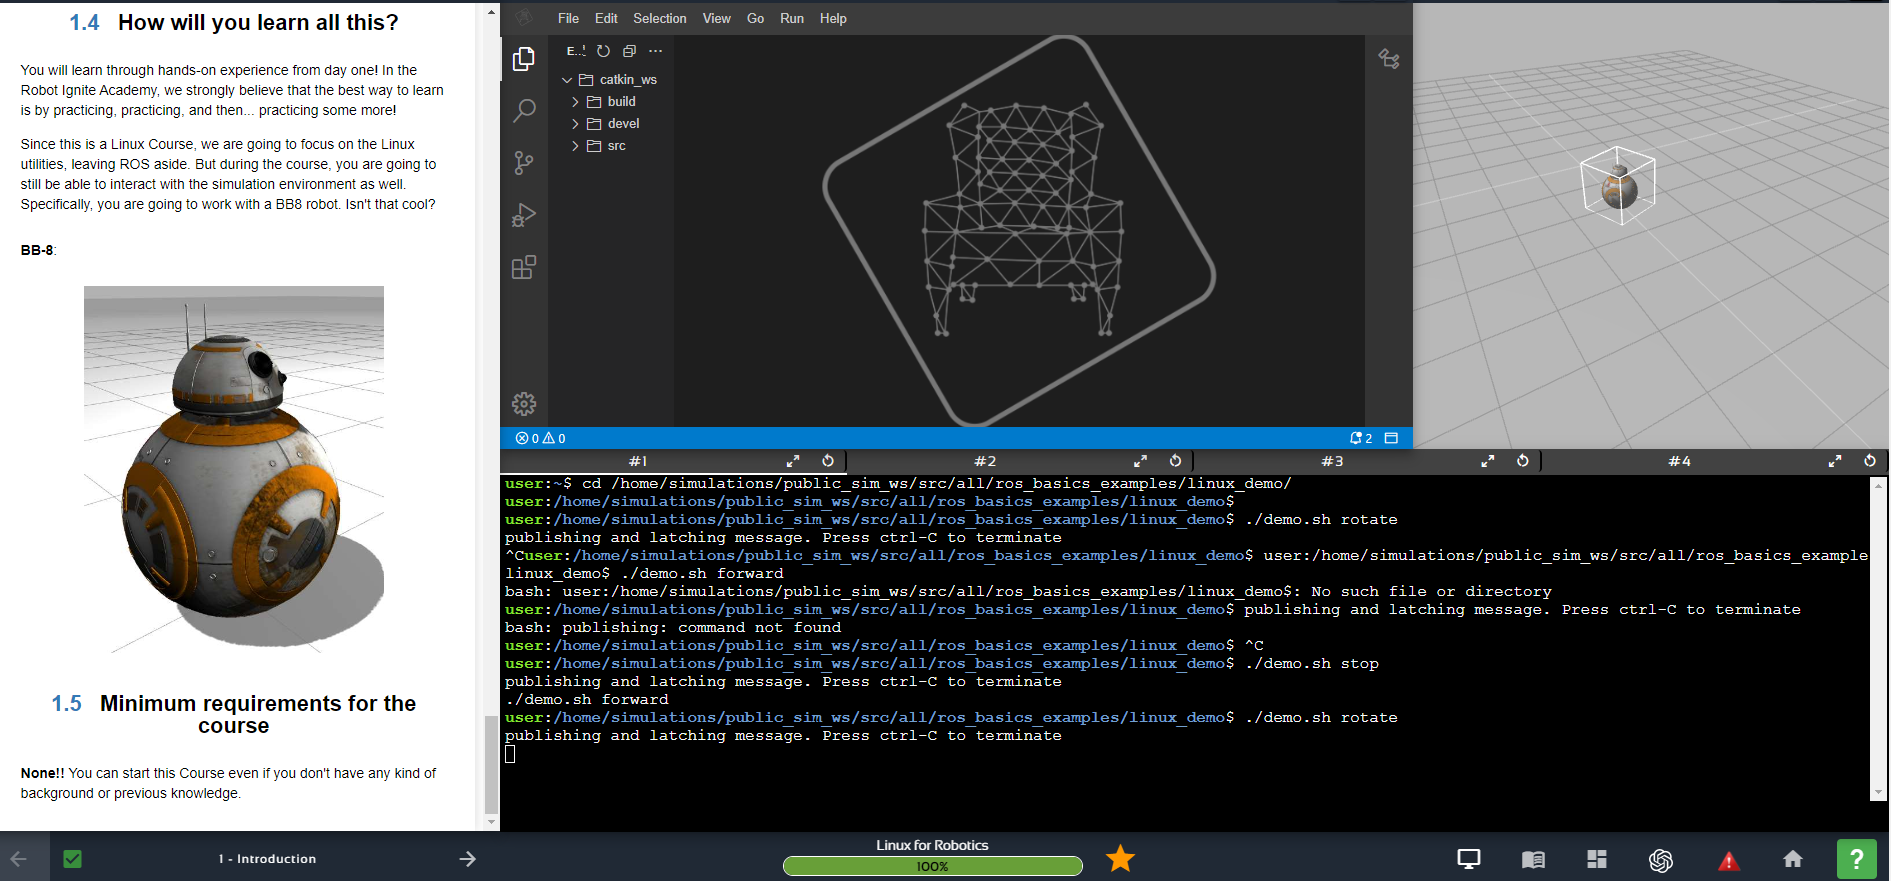 1.4 How will you learn all this?
You will learn through hands-on experience from day one! In the
Robot Ignite Academy, we strongly believe that the best way to learn
is by practicing, practicing, and then... practicing some more!
Since this is a Linux Course, we are going to focus on the Linux
utilities, leaving ROS aside. But during the course, you are going to
still be able to interact with the simulation environment as well.
Specifically, you are going to work with a BB8 robot. Isn't that cool?
BB-8:
1.5 Minimum requirements for the
course
None!! You can start this Course even if you don't have any kind of
background or previous knowledge.
File Edit Selection View Go Run Help
E..!
catkin_ws
build
devel
src
0 0
2
#1 #2 #3 #4
user:~$ cd /home/simulations/public_sim_ws/src/all/ros_basics_examples/linux_demo/
user:/home/simulations/public_sim_ws/src/all/ros_basics_examples/linux_demo$
user:/home/simulations/public_sim_ws/src/all/ros_basics_examples/linux_demo$ ./demo.sh rotate
publishing and latching message. Press ctrl-C to terminate
^Cuser:/home/simulations/public_sim_ws/src/all/ros_basics_examples/linux_demo$ user:/home/simulations/public_sim_ws/src/all/ros_basics_example
linux_demo$ ./demo.sh forward
bash: user:/home/simulations/public_sim_ws/src/all/ros_basics_examples/linux_demo$: No such file or directory
user:/home/simulations/public_sim_ws/src/all/ros_basics_examples/linux_demo$ publishing and latching message. Press ctrl-C to terminate
bash: publishing: command not found
user:/home/simulations/public_sim_ws/src/all/ros_basics_examples/linux_demo$ ^C
user:/home/simulations/public_sim_ws/src/all/ros_basics_examples/linux_demo$ ./demo.sh stop
publishing and latching message. Press ctrl-C to terminate
./demo.sh forward
user:/home/simulations/public_sim_ws/src/all/ros_basics_examples/linux_demo$ ./demo.sh rotate
publishing and latching message. Press ctrl-C to terminate
1 - Introduction
Linux for Robotics
100%
?